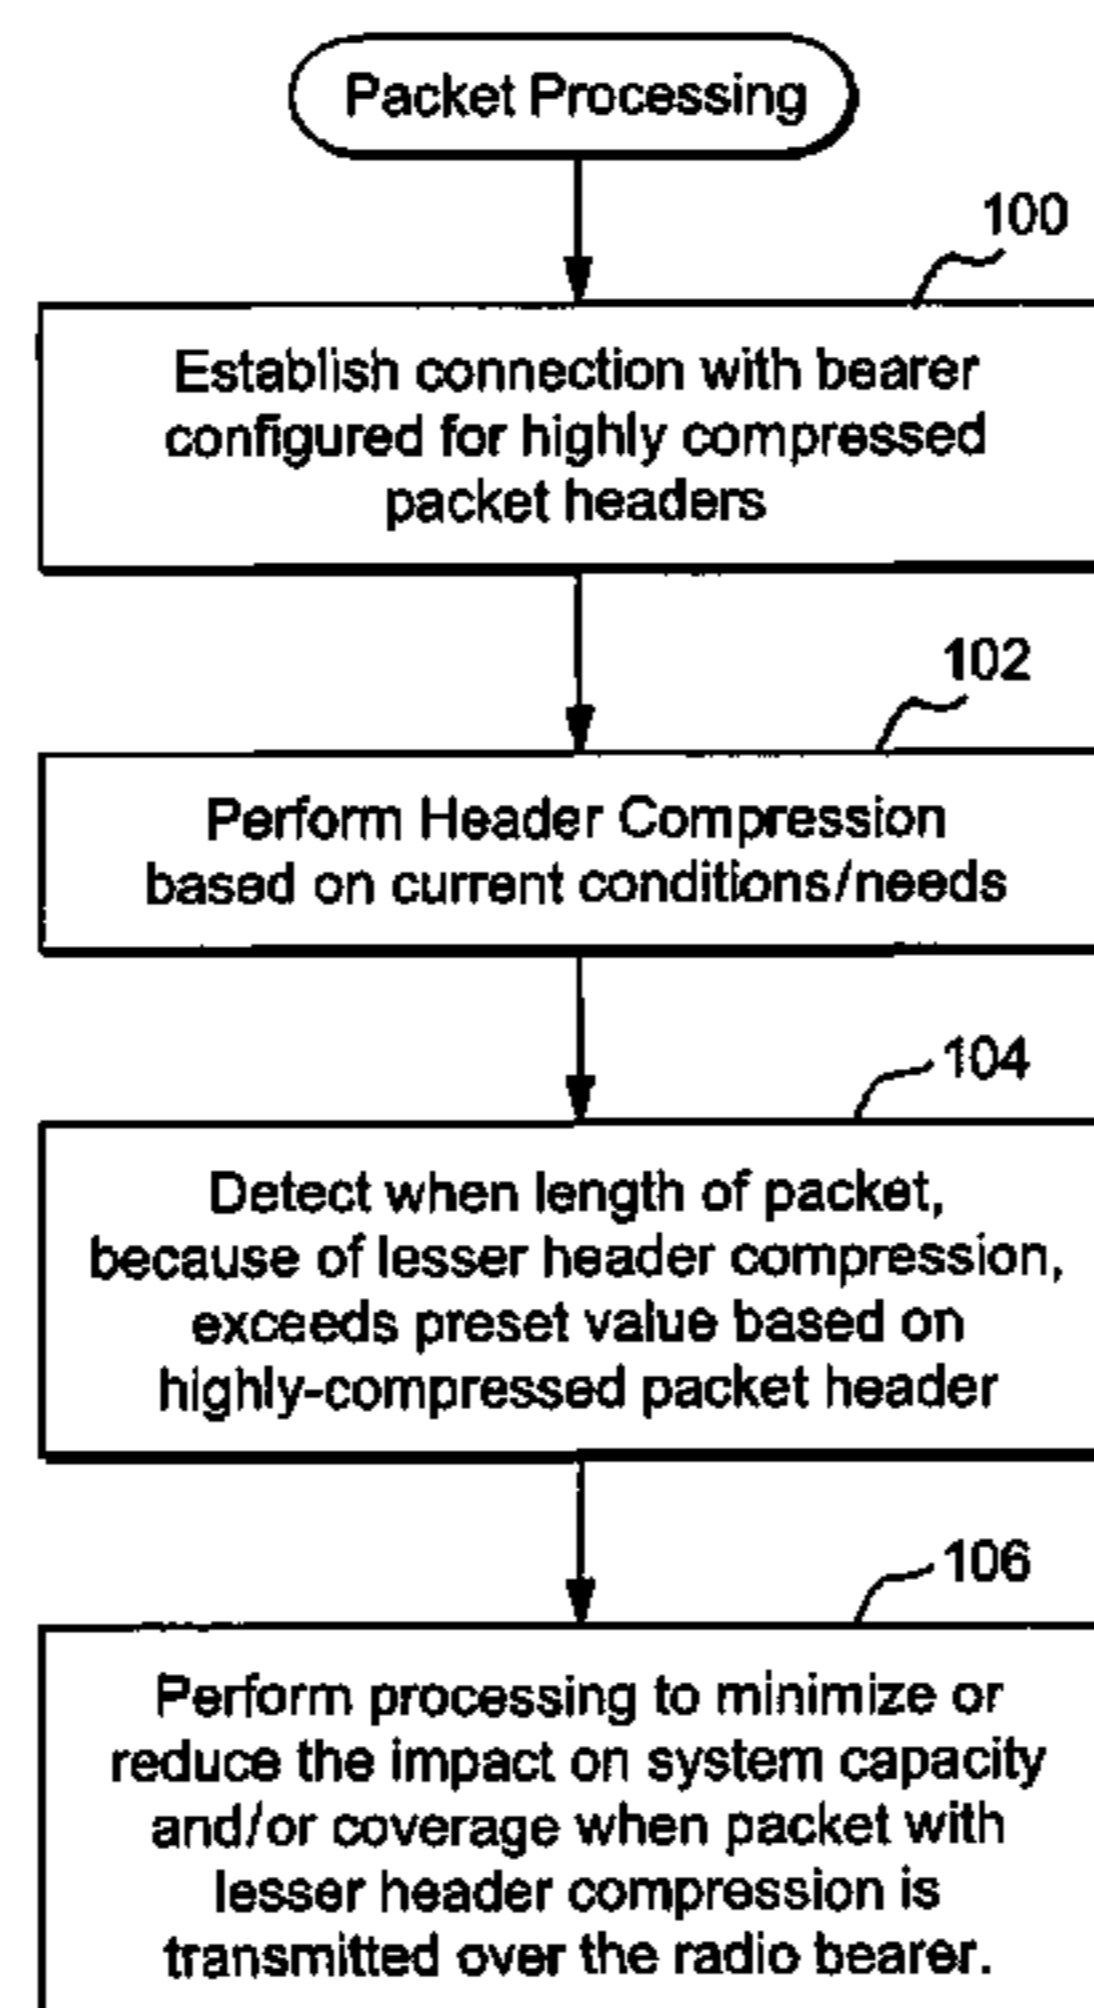 Packet Processing
100
Establish connection with bearer
configured for highly compressed
packet headers
102
Perform Header Compression
based on current conditions/needs
104
Detect when length of packet,
because of lesser header compression,
exceeds preset value based on
highly-compressed packet header
106
Perform processing to minimize or
reduce the impact on system capacity
and/or coverage when packet with
lesser header compression is
transmitted over the radio bearer.